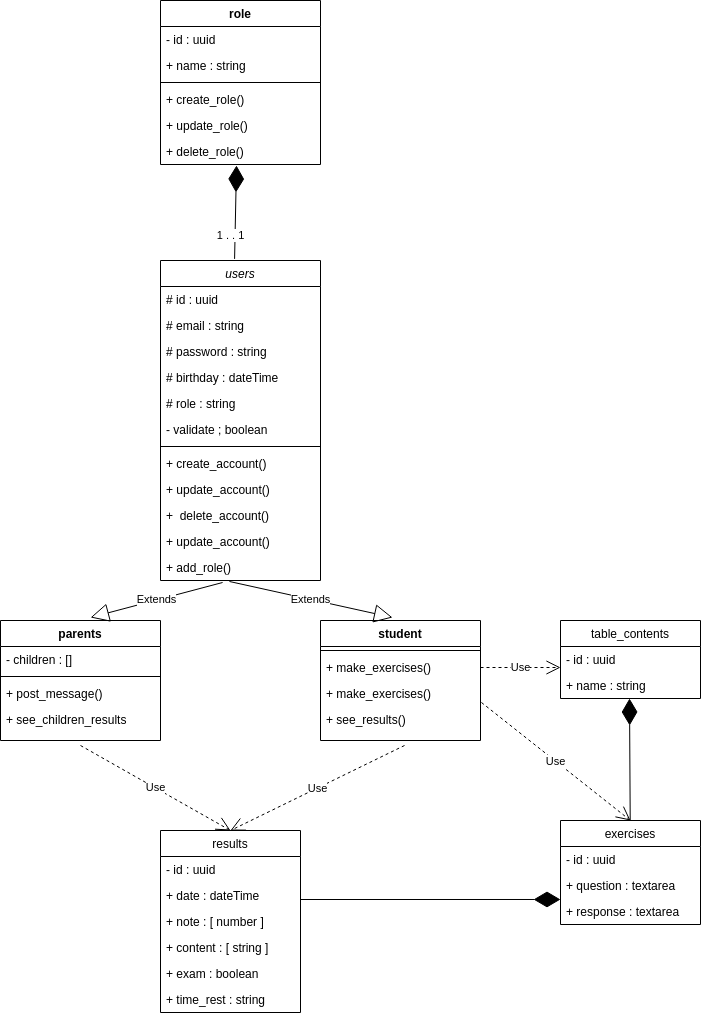 role
- id : uuid
+ name : string
+ create_role()
+ update_role()
+ delete_role()
1 . . 1
users
# id : uuid
# email : string
# password : string
# birthday : dateTime
# role : string
- validate ; boolean
+ create_account()
+ update_account()
+  delete_account()
+ update_account()
+ add_role()
Extends
Extends
parents
- children : []
+ post_message()
+ see_children_results
student
+ make_exercises()
+ make_exercises()
+ see_results()
Use
table_contents
- id : uuid
+ name : string
Use
Use
Use
results
- id : uuid
+ date : dateTime
+ note : [ number ]
+ content : [ string ]
+ exam : boolean
+ time_rest : string
exercises
- id : uuid
+ question : textarea
+ response : textarea